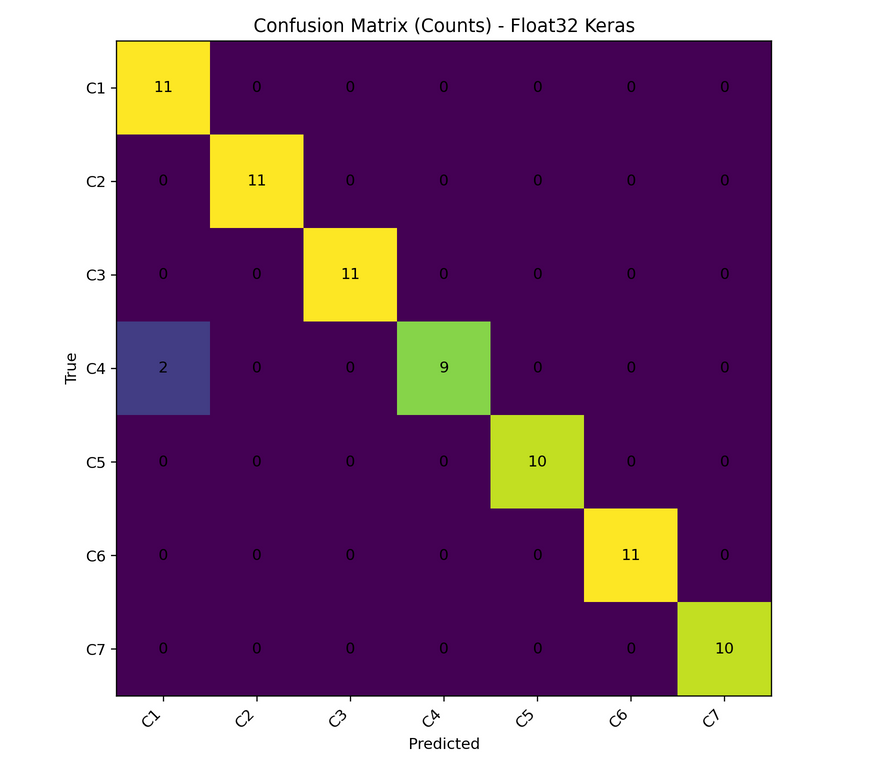 Confusion Matrix (Counts) - Float32 Keras
C1 11 0 0 0 0 0 0
C2 0 11 0 0 0 0 0
C3 0 0 11 0 0 0 0
True
C4 2 0 0 9 0 0 0
C5 0 0 0 0 10 0 0
C6 0 0 0 0 0 11 0
C7 0 0 0 0 0 0 10
C1 C2 C3 C4 C5 C6 C7
Predicted